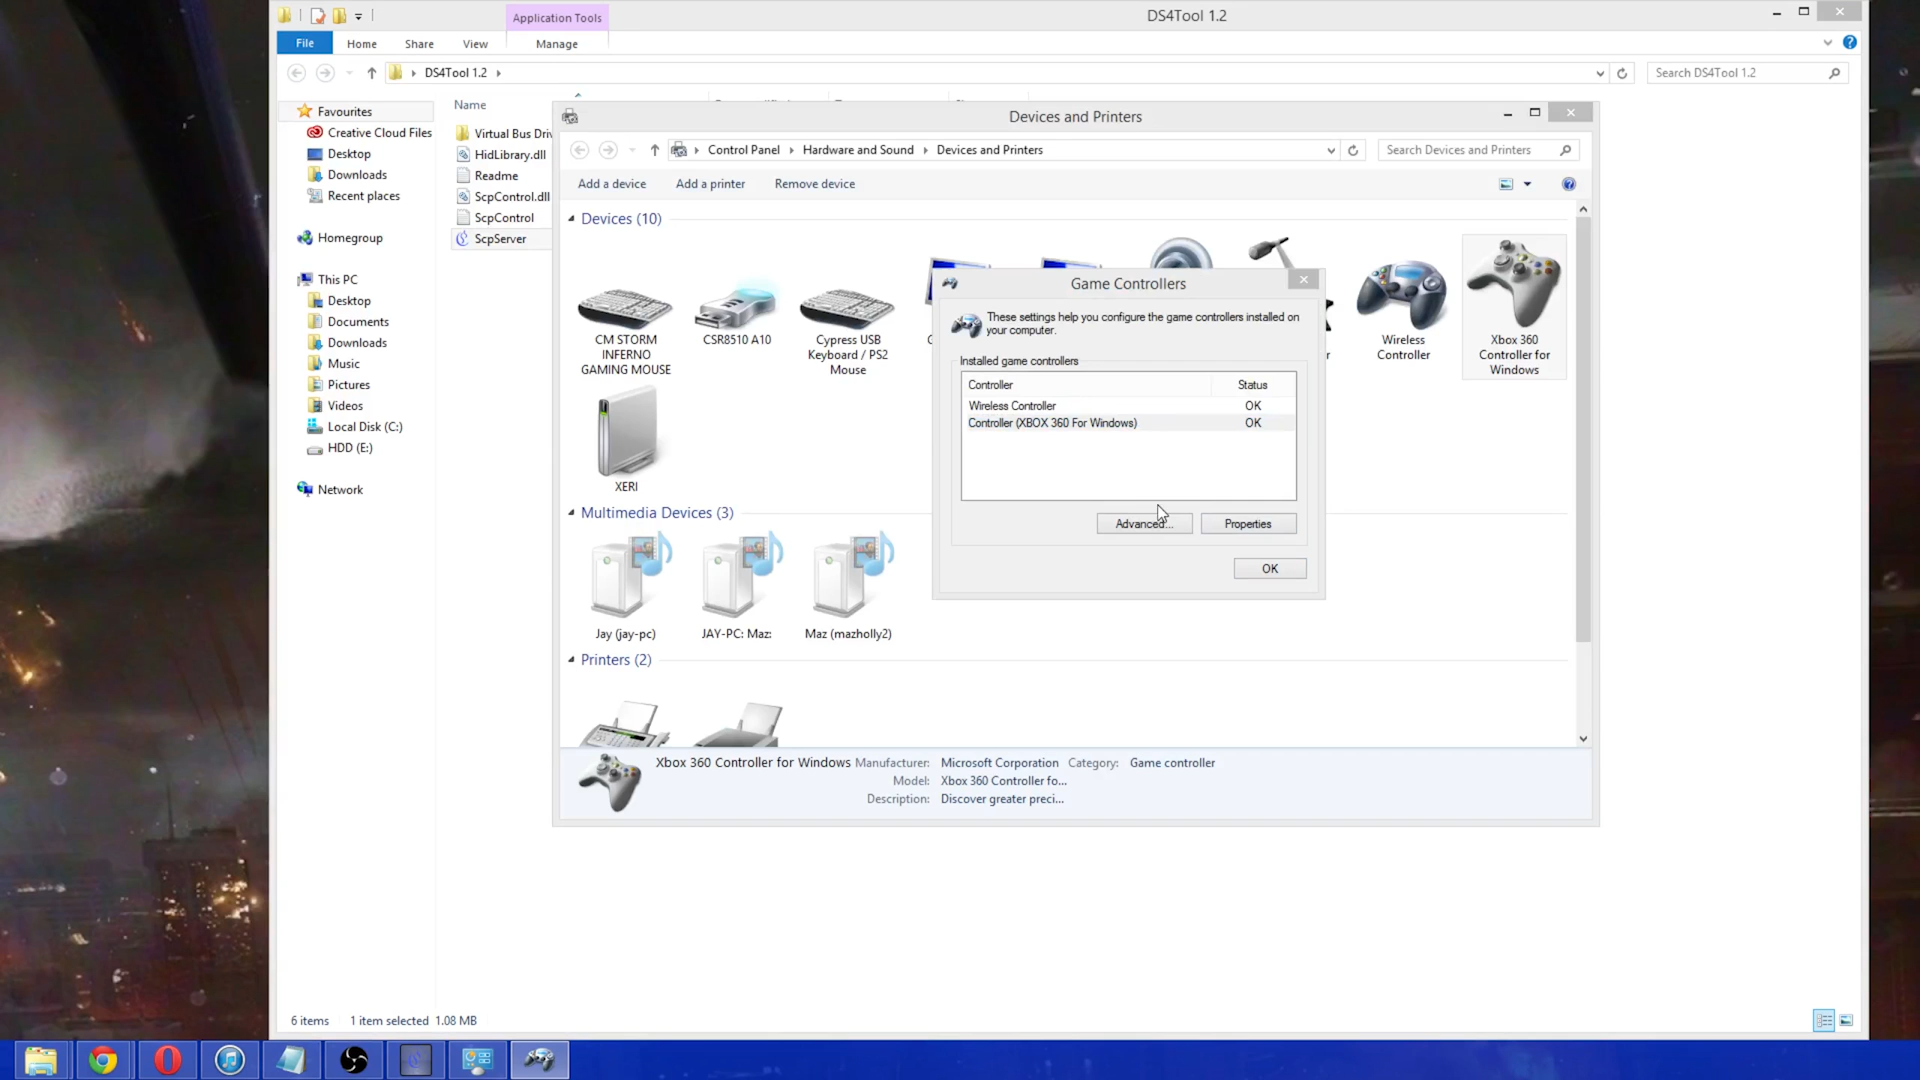 Application Tools
DS4Tool 1.2
File
Home
Share
View
Manage
DS4Tool 1.2
Search DS4Tool 1.2
Favourites
Creative Cloud Files
Desktop
Downloads
Recent places
Homegroup
This PC
Desktop
Documents
Downloads
Music
Pictures
Videos
Local Disk (C:)
HDD (E:)
Network
Name
Virtual Bus Driv
HidLibrary.dll
Readme
ScpControl.dll
ScpControl
ScpServer
Devices and Printers
Control Panel
Hardware and Sound
Devices and Printers
Search Devices and Printers
Add a device
Add a printer
Remove device
Devices (10)
CM STORM
INFERNO
GAMING MOUSE
CSR8510 A10
Cypress USB
Keyboard / PS2
Mouse
Wireless
Controller
Xbox 360
Controller for
Windows
XERI
Multimedia Devices (3)
Jay (jay-pc)
JAY-PC: Maz:
Maz (mazholly2)
Printers (2)
Game Controllers
These settings help you configure the game controllers installed on
your computer.
Installed game controllers
Controller Status
Wireless Controller OK
Controller (XBOX 360 For Windows) OK
Advanced...
Properties
OK
Xbox 360 Controller for Windows
Manufacturer: Microsoft Corporation
Category: Game controller
Model: Xbox 360 Controller fo...
Description: Discover greater preci...
6 items
1 item selected 1.08 MB